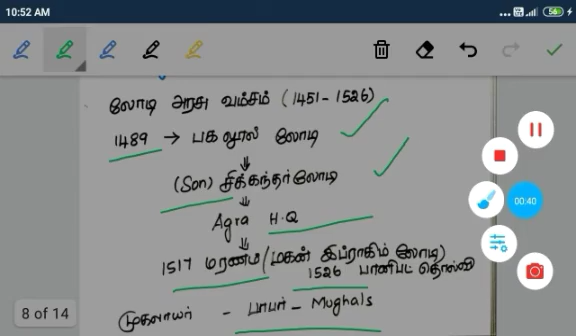 10:52 AM
56
லோடி அரசு வம்சம் (1451-1526)
1489 → பகலூல் லோடி
(Son) சிக்கந்தர்லோடி
Agra H.Q
1517 மரணம் (மகன் இப்ராகிம் லோடி)
1526 பானிபட் தோல்வி
முகலாயர் - பாபர் - Mughals
8 of 14
00:40